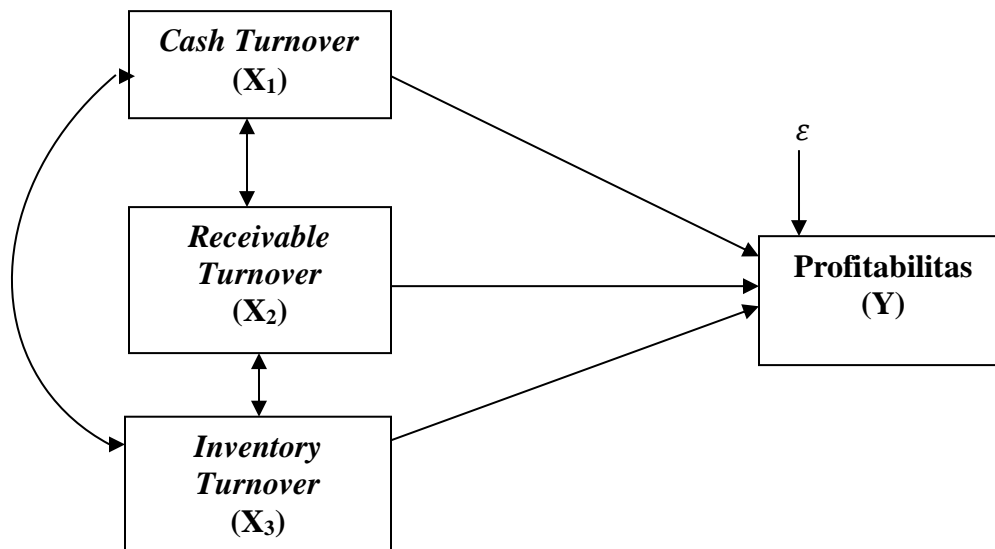 Cash Turnover
(X₁)
ε
Receivable
Turnover
(X₂)
Profitabilitas
(Y)
Inventory
Turnover
(X₃)